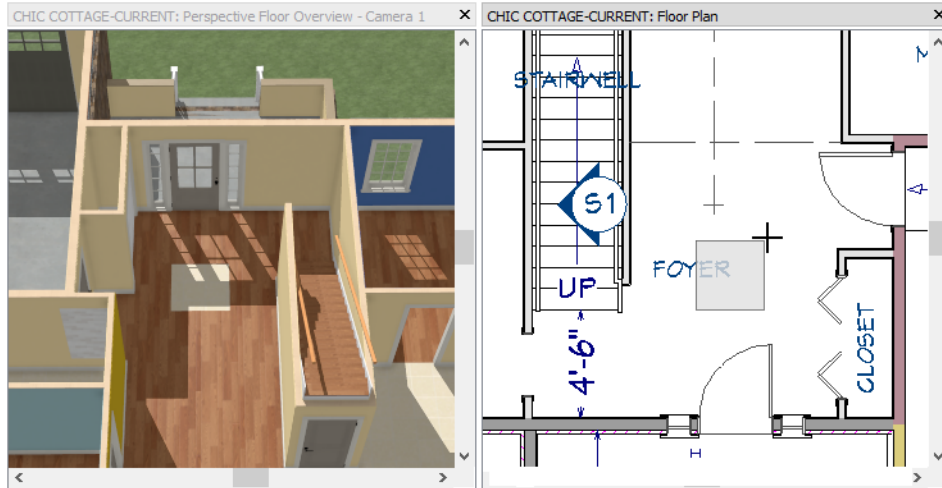 CHIC COTTAGE-CURRENT: Perspective Floor Overview - Camera 1
CHIC COTTAGE-CURRENT: Floor Plan
M
STAIRWELL
S1
FOYER
UP
4'-6"
CLOSET
H